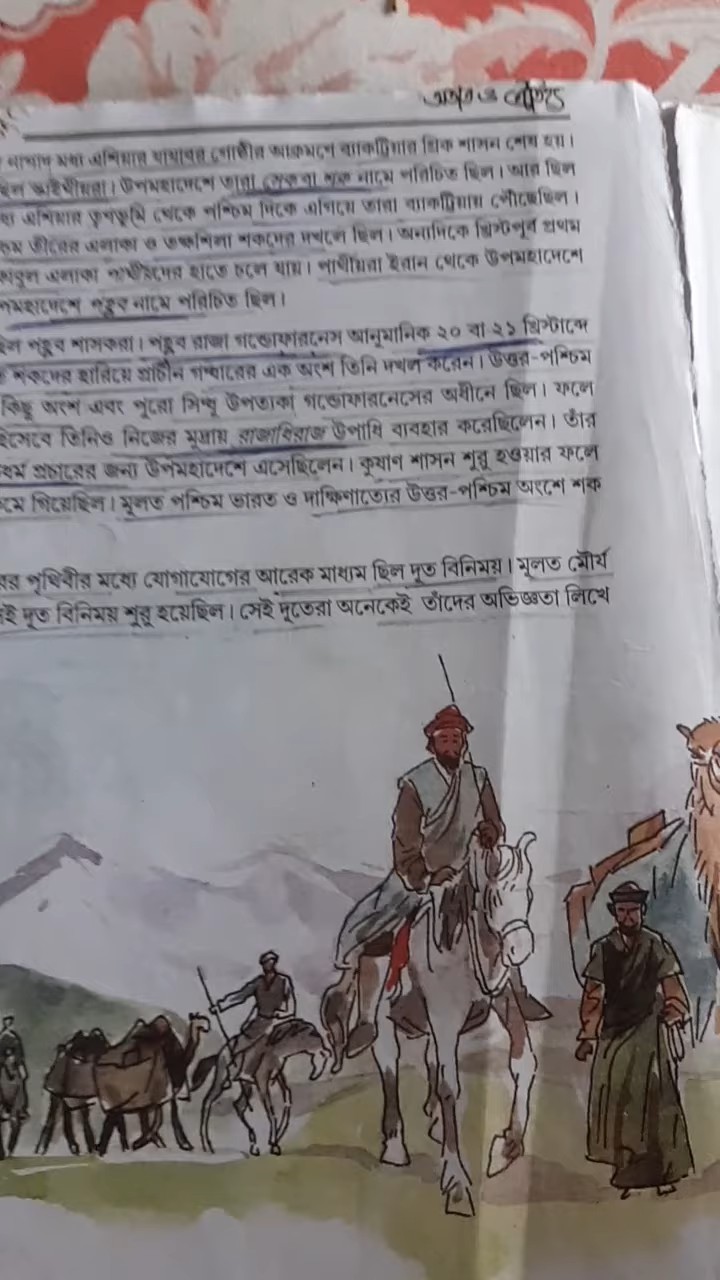 অতীত ও ঐতিহ্য
মধ্য এশিয়ার যাযাবর গোষ্ঠীর আক্রমণে ব্যাকট্রিয়ার গ্রিক শাসন শেষ হয়।
স্কাইথীয়রা। উপমহাদেশে তারা সেক বা শক নামে পরিচিত ছিল। আর ছিল
এশিয়ার তৃণভূমি থেকে পশ্চিম দিকে এগিয়ে তারা ব্যাকট্রিয়ায় পৌঁছেছিল।
তীরের এলাকা ও তক্ষশিলা শকদের দখলে ছিল। অন্যদিকে খ্রিস্টপূর্ব প্রথম
এলাকা পার্থীয়দের হাতে চলে যায়। পার্থীয়রা ইরান থেকে উপমহাদেশে
পহ্লব নামে পরিচিত ছিল।
পহ্লব শাসকরা। পহ্লব রাজা গন্ডোফারনেস আনুমানিক ২০ বা ২১ খ্রিস্টাব্দে
শকদের হারিয়ে প্রাচীন গন্ধারের এক অংশ তিনি দখল করেন। উত্তর-পশ্চিম
কিছু অংশ এবং পুরো সিন্ধু উপত্যকা গন্ডোফারনেসের অধীনে ছিল। ফলে
হিসেবে তিনিও নিজের মুদ্রায় রাজাধিরাজ উপাধি ব্যবহার করেছিলেন। তাঁর
প্রচারের জন্য উপমহাদেশে এসেছিলেন। কুষাণ শাসন শুরু হওয়ার ফলে
গিয়েছিল। মূলত পশ্চিম ভারত ও দাক্ষিণাত্যের উত্তর-পশ্চিম অংশে শক
পৃথিবীর মধ্যে যোগাযোগের আরেক মাধ্যম ছিল দূত বিনিময়। মূলত মৌর্য
দূত বিনিময় শুরু হয়েছিল। সেই দূতেরা অনেকেই তাঁদের অভিজ্ঞতা লিখে